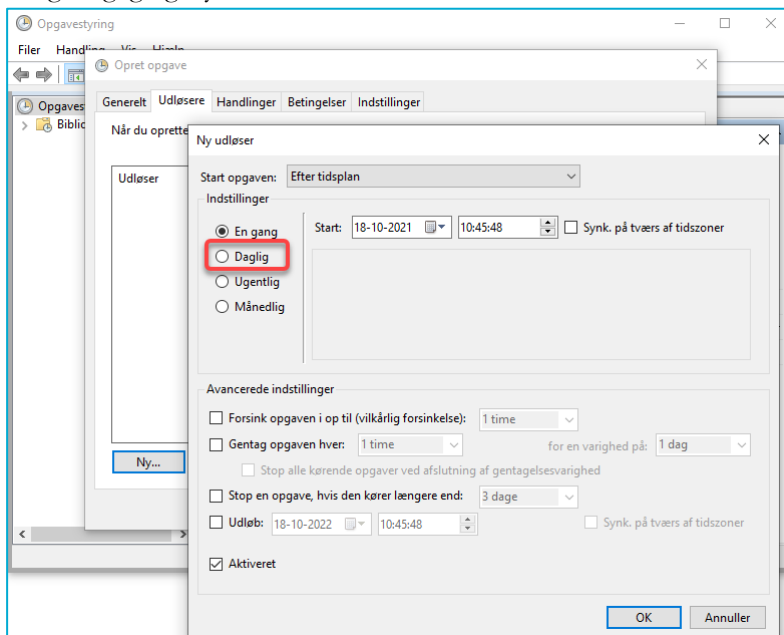 Opgavestyring
Filer Handling Vis Hjælp
Opret opgave
Opgaves
Biblic
Generelt Udløsere Handlinger Betingelser Indstillinger
Når du oprette
Udløser
Ny...
Ny udløser
Start opgaven: Efter tidsplan
Indstillinger
En gang
Daglig
Ugentlig
Månedlig
Start: 18-10-2021 10:45:48 Synk. på tværs af tidszoner
Avancerede indstillinger
Forsink opgaven i op til (vilkårlig forsinkelse): 1 time
Gentag opgaven hver: 1 time for en varighed på: 1 dag
Stop alle kørende opgaver ved afslutning af gentagelsesvarighed
Stop en opgave, hvis den kører længere end: 3 dage
Udløb: 18-10-2022 10:45:48 Synk. på tværs af tidszoner
Aktiveret
OK Annuller